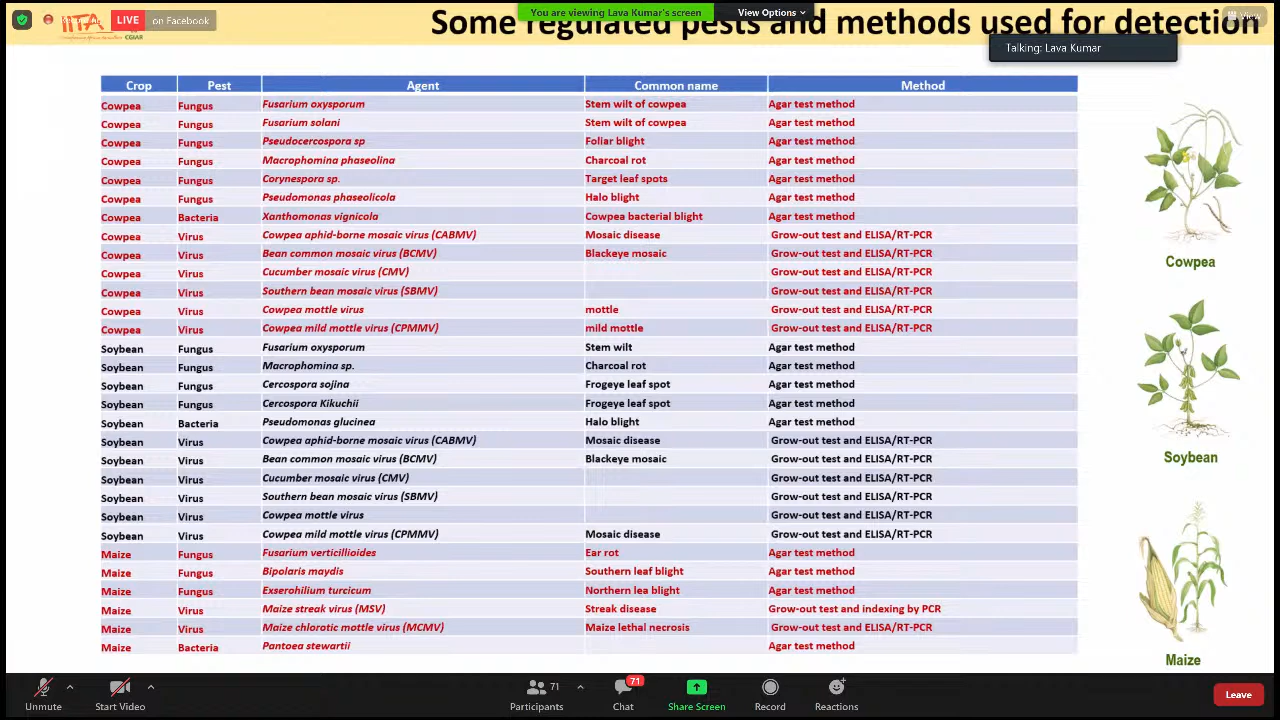 LIVE on Facebook
You are viewing Lava Kumar's screen View Options
View
Some regulated pests and methods used for detection
IITA
CGIAR
Talking: Lava Kumar
Crop Pest Agent Common name Method
Cowpea Fungus Fusarium oxysporum Stem wilt of cowpea Agar test method
Cowpea Fungus Fusarium solani Stem wilt of cowpea Agar test method
Cowpea Fungus Pseudocercospora sp Foliar blight Agar test method
Cowpea Fungus Macrophomina phaseolina Charcoal rot Agar test method
Cowpea Fungus Corynespora sp. Target leaf spots Agar test method
Cowpea Fungus Pseudomonas phaseolicola Halo blight Agar test method
Cowpea Bacteria Xanthomonas vignicola Cowpea bacterial blight Agar test method
Cowpea Virus Cowpea aphid-borne mosaic virus (CABMV) Mosaic disease Grow-out test and ELISA/RT-PCR
Cowpea Virus Bean common mosaic virus (BCMV) Blackeye mosaic Grow-out test and ELISA/RT-PCR
Cowpea Virus Cucumber mosaic virus (CMV) Grow-out test and ELISA/RT-PCR
Cowpea Virus Southern bean mosaic virus (SBMV) Grow-out test and ELISA/RT-PCR
Cowpea Virus Cowpea mottle virus mottle Grow-out test and ELISA/RT-PCR
Cowpea Virus Cowpea mild mottle virus (CPMMV) mild mottle Grow-out test and ELISA/RT-PCR
Soybean Fungus Fusarium oxysporum Stem wilt Agar test method
Soybean Fungus Macrophomina sp. Charcoal rot Agar test method
Soybean Fungus Cercospora sojina Frogeye leaf spot Agar test method
Soybean Fungus Cercospora Kikuchii Frogeye leaf spot Agar test method
Soybean Bacteria Pseudomonas glucinea Halo blight Agar test method
Soybean Virus Cowpea aphid-borne mosaic virus (CABMV) Mosaic disease Grow-out test and ELISA/RT-PCR
Soybean Virus Bean common mosaic virus (BCMV) Blackeye mosaic Grow-out test and ELISA/RT-PCR
Soybean Virus Cucumber mosaic virus (CMV) Grow-out test and ELISA/RT-PCR
Soybean Virus Southern bean mosaic virus (SBMV) Grow-out test and ELISA/RT-PCR
Soybean Virus Cowpea mottle virus Grow-out test and ELISA/RT-PCR
Soybean Virus Cowpea mild mottle virus (CPMMV) Mosaic disease Grow-out test and ELISA/RT-PCR
Maize Fungus Fusarium verticillioides Ear rot Agar test method
Maize Fungus Bipolaris maydis Southern leaf blight Agar test method
Maize Fungus Exserohilium turcicum Northern lea blight Agar test method
Maize Virus Maize streak virus (MSV) Streak disease Grow-out test and indexing by PCR
Maize Virus Maize chloratic mottle virus (MCMV) Maize lethal necrosis Grow-out test and ELISA/RT-PCR
Maize Bacteria Pantoea stewartii Agar test method
Cowpea
Soybean
Maize
71 71
Unmute Start Video Participants Chat Share Screen Record Reactions Leave